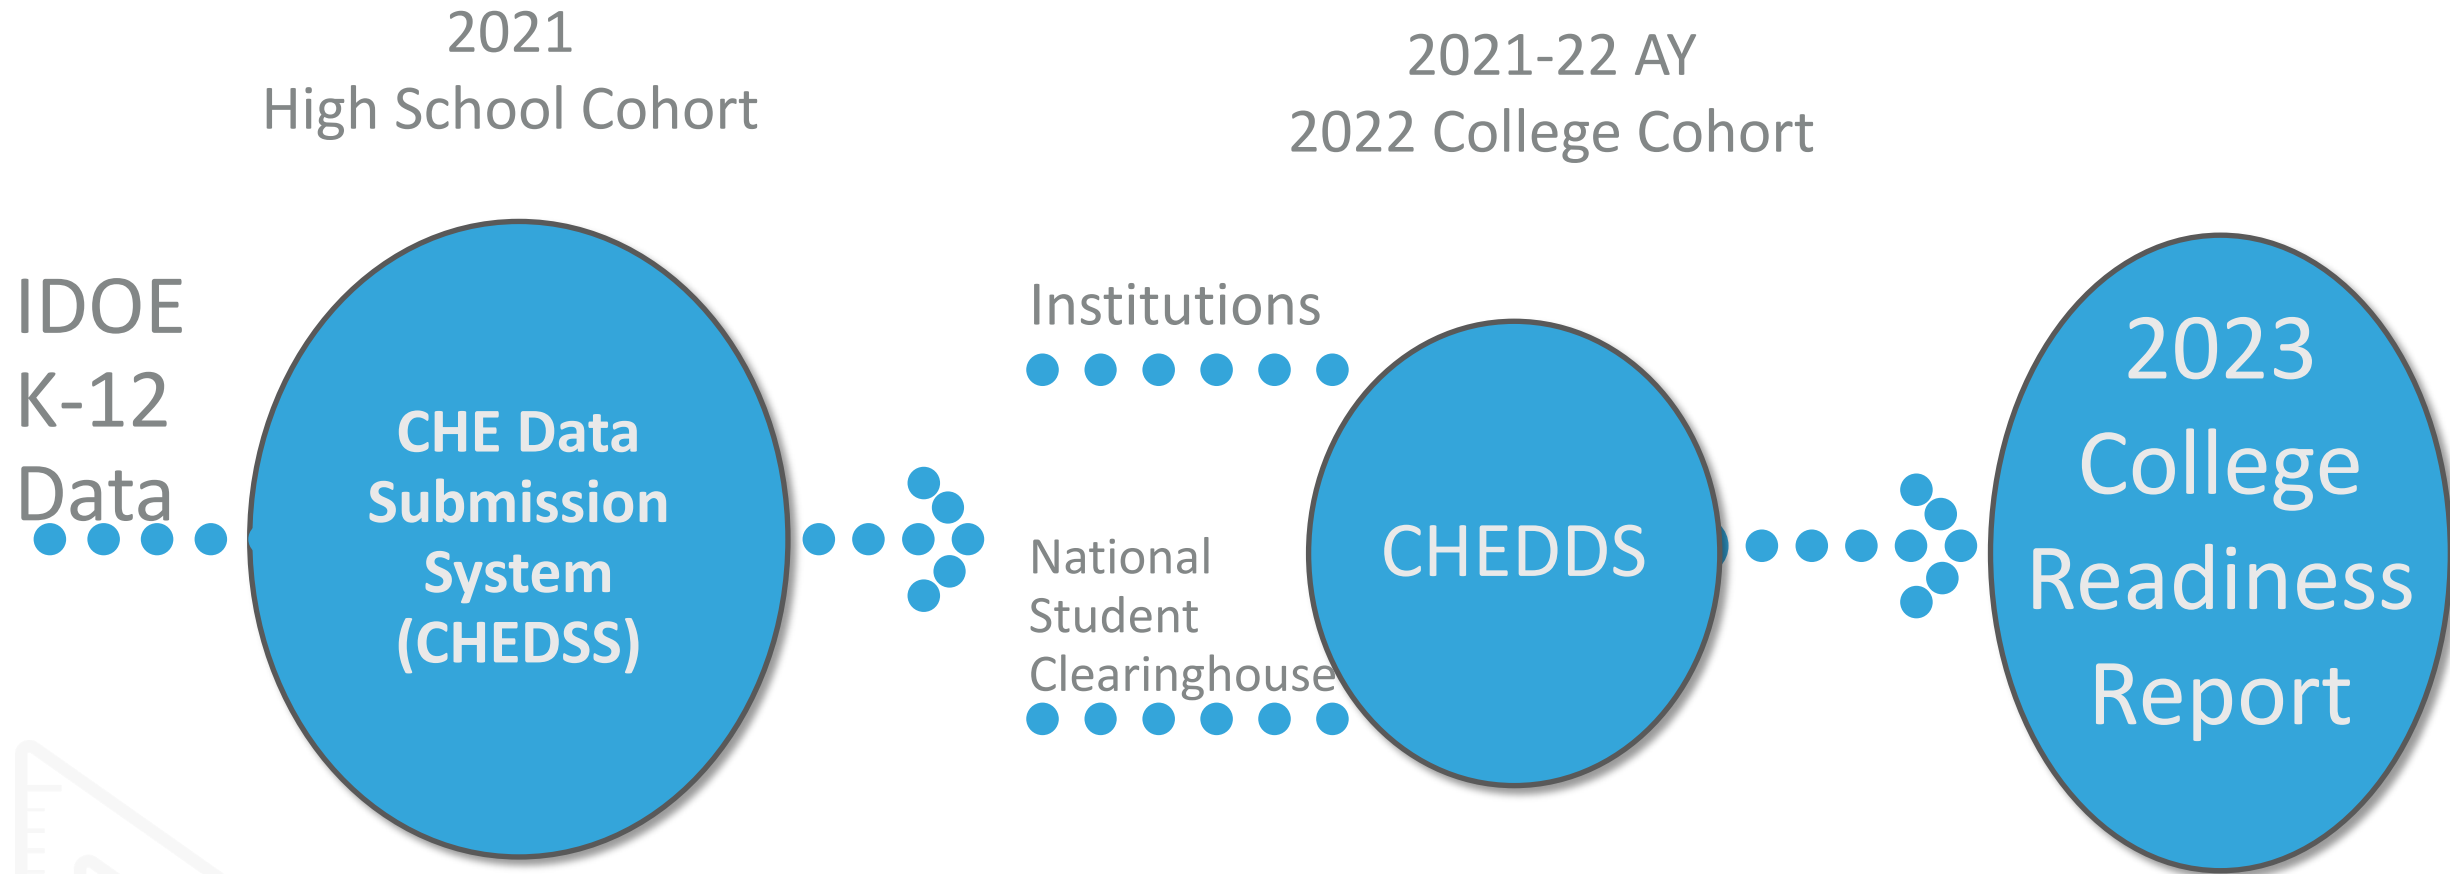 2021
High School Cohort
2021-22 AY
2022 College Cohort
IDOE
K-12
Data
CHE Data
Submission
System
(CHEDSS)
Institutions
National
Student
Clearinghouse
CHEDDS
2023
College
Readiness
Report